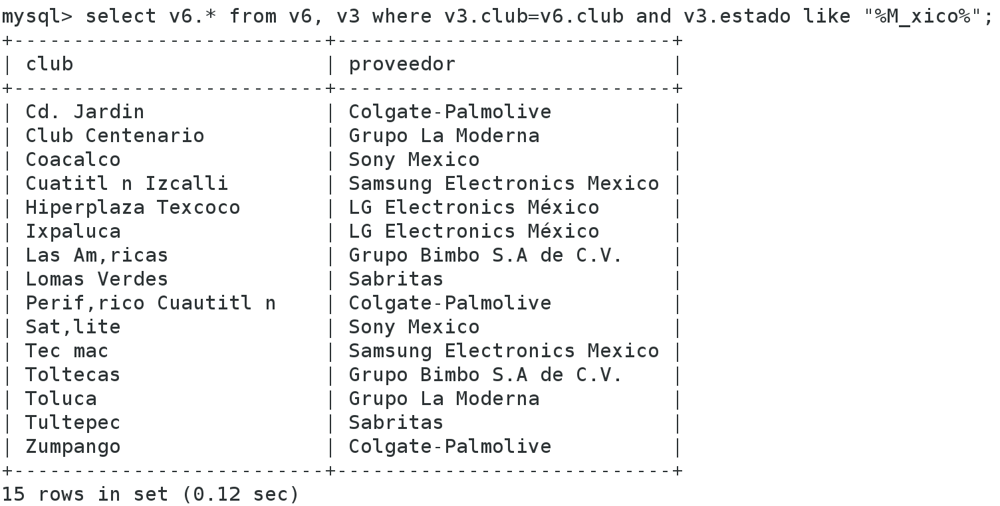 mysql> select v6.* from v6, v3 where v3.club=v6.club and v3.estado like "%M_xico%";
+--------------------------+----------------------------+
| club                     | proveedor                  |
+--------------------------+----------------------------+
| Cd. Jardin               | Colgate-Palmolive          |
| Club Centenario          | Grupo La Moderna           |
| Coacalco                 | Sony Mexico                |
| Cuatitl n Izcalli        | Samsung Electronics Mexico |
| Hiperplaza Texcoco       | LG Electronics México      |
| Ixpaluca                 | LG Electronics México      |
| Las Am,ricas             | Grupo Bimbo S.A de C.V.    |
| Lomas Verdes             | Sabritas                   |
| Perif,rico Cuautitl n    | Colgate-Palmolive          |
| Sat,lite                 | Sony Mexico                |
| Tec mac                  | Samsung Electronics Mexico |
| Toltecas                 | Grupo Bimbo S.A de C.V.    |
| Toluca                   | Grupo La Moderna           |
| Tultepec                 | Sabritas                   |
| Zumpango                 | Colgate-Palmolive          |
+--------------------------+----------------------------+
15 rows in set (0.12 sec)